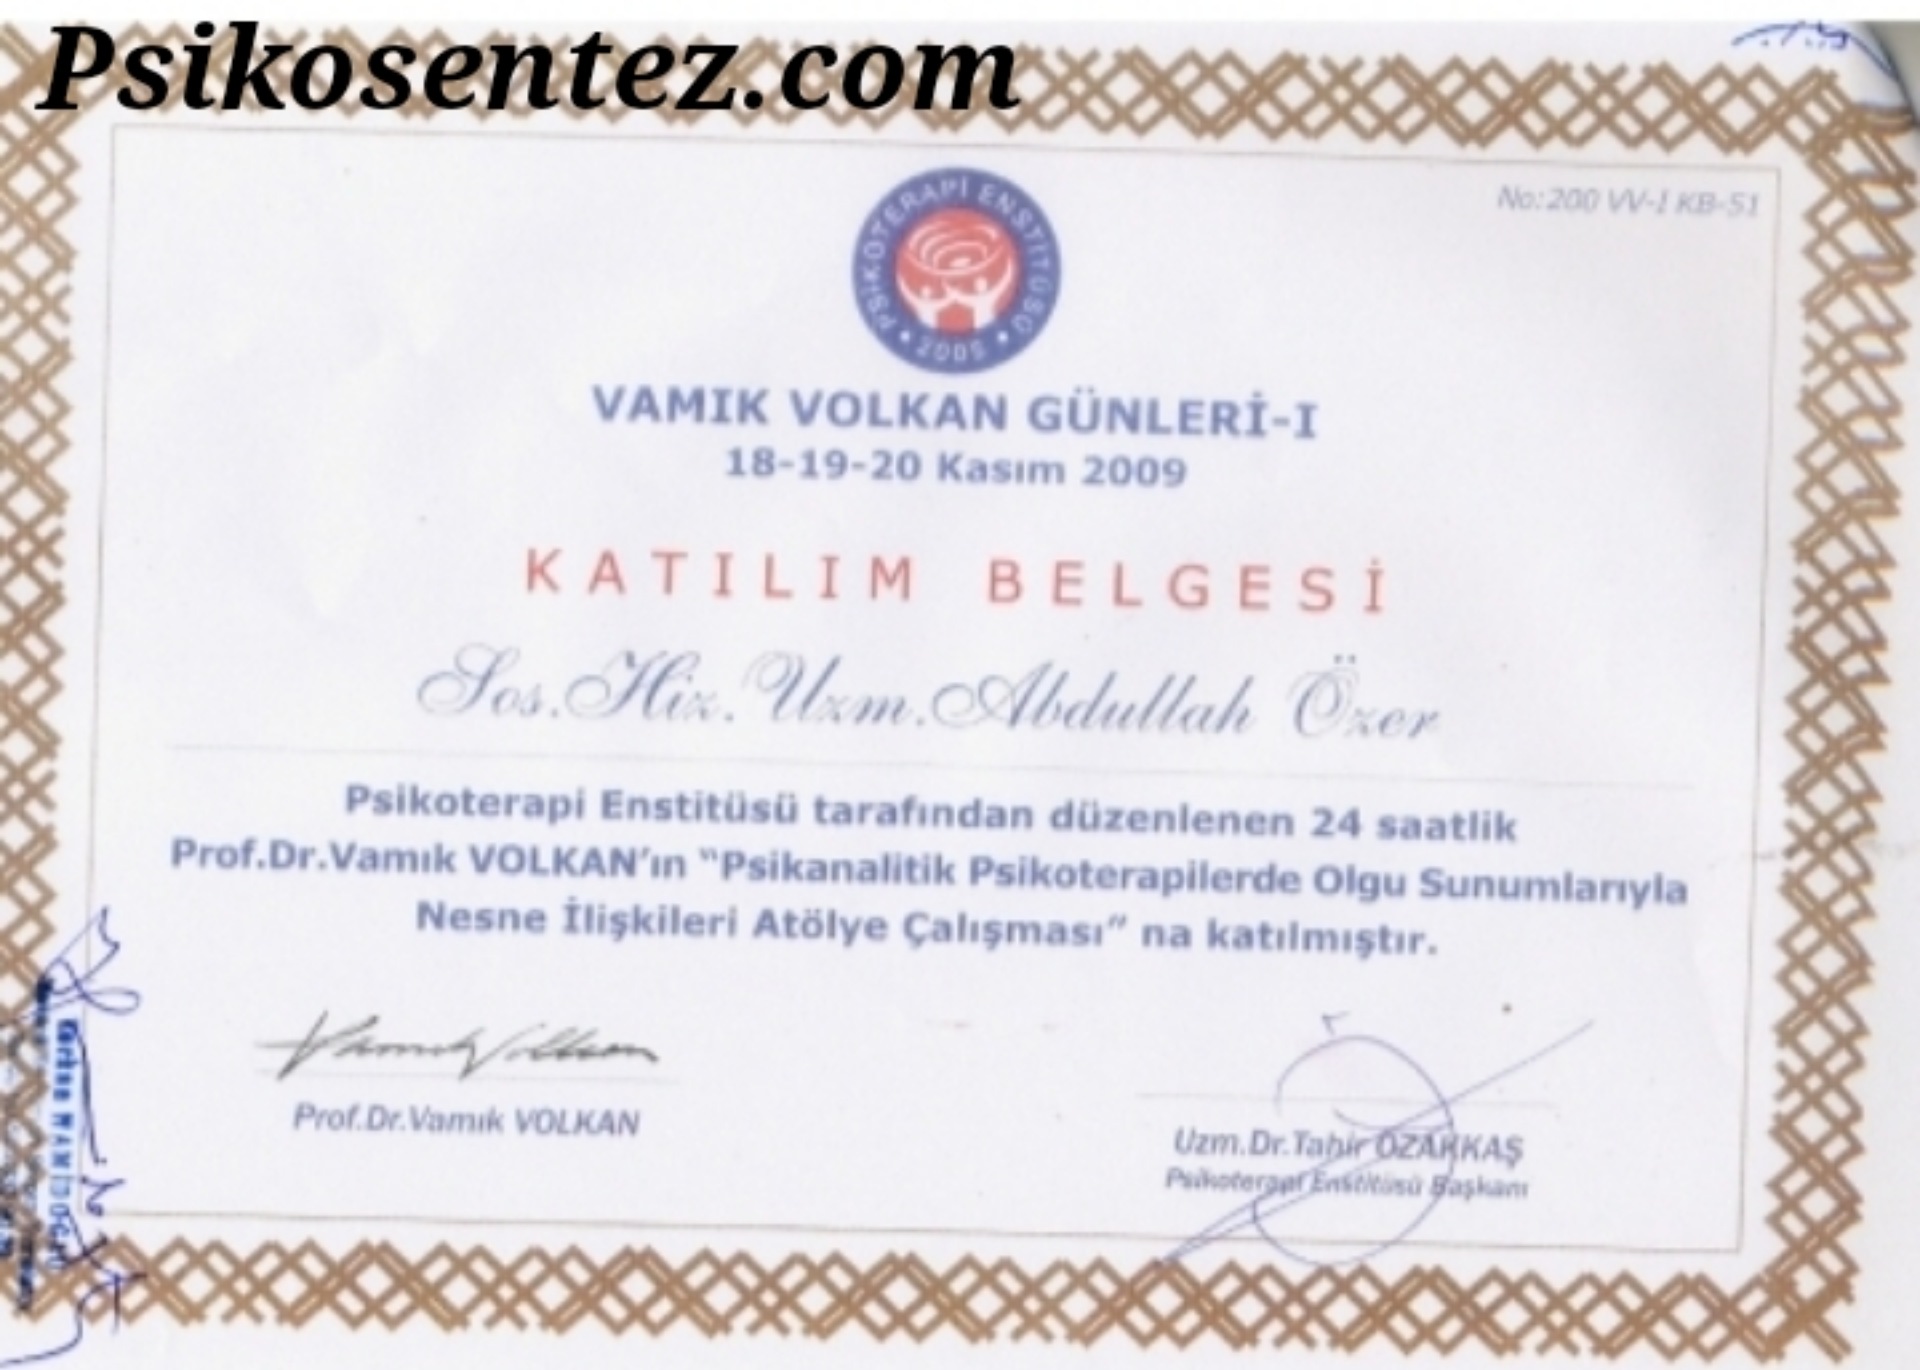 Psikosentez.com
No:200 VV-I KB-51
PSİKOTERAPİ ENSTİTÜSÜ
2005
VAMIK VOLKAN GÜNLERİ-I
18-19-20 Kasım 2009
KATILIM BELGESİ
Sos.Hiz.Uzm.Abdullah Özer
Psikoterapi Enstitüsü tarafından düzenlenen 24 saatlik
Prof.Dr.Vamık VOLKAN’ın “Psikanalitik Psikoterapilerde Olgu Sunumlarıyla
Nesne İlişkileri Atölye Çalışması” na katılmıştır.
Vamık Volkan
Prof.Dr.Vamık VOLKAN
Uzm.Dr.Tahir ÖZAKKAŞ
Psikoterapi Enstitüsü Başkanı